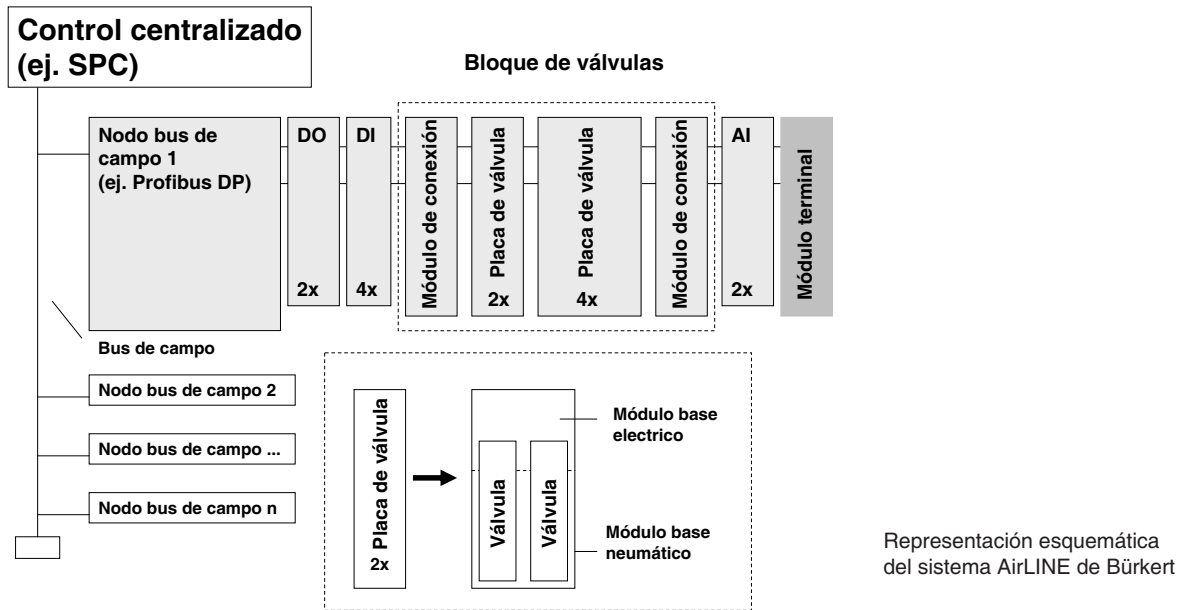 Control centralizado
(ej. SPC)
Bloque de válvulas
Nodo bus de
campo 1
(ej. Profibus DP)
DO
2x
DI
4x
Módulo de conexión
Placa de válvula
2x
Placa de válvula
4x
Módulo de conexión
AI
2x
Módulo terminal
Bus de campo
Nodo bus de campo 2
Nodo bus de campo ...
Nodo bus de campo n
Placa de válvula
2x
Válvula
Válvula
Módulo base
electrico
Módulo base
neumático
Representación esquemática
del sistema AirLINE de Bürkert